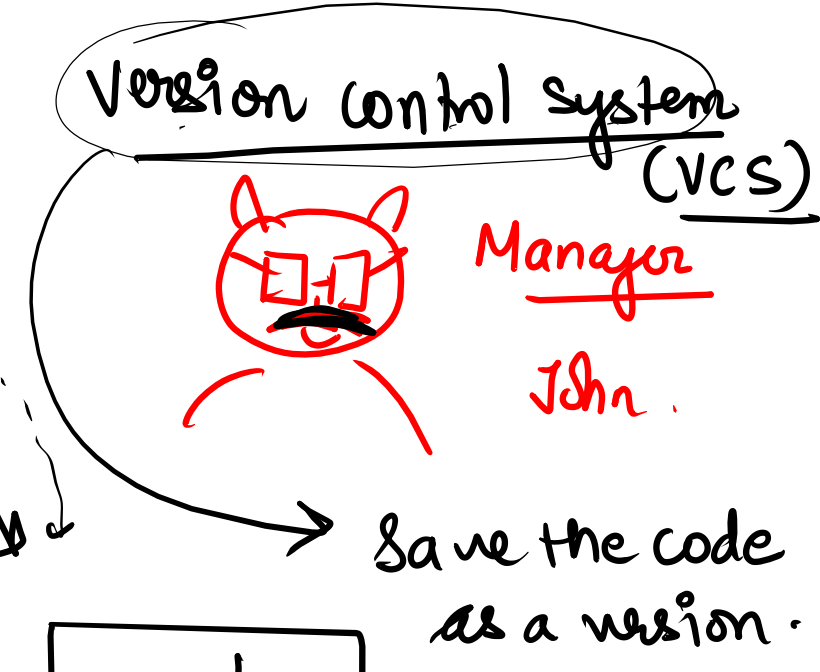 Version control system
(VCS)
Manager
John.
Save the code
as a version.